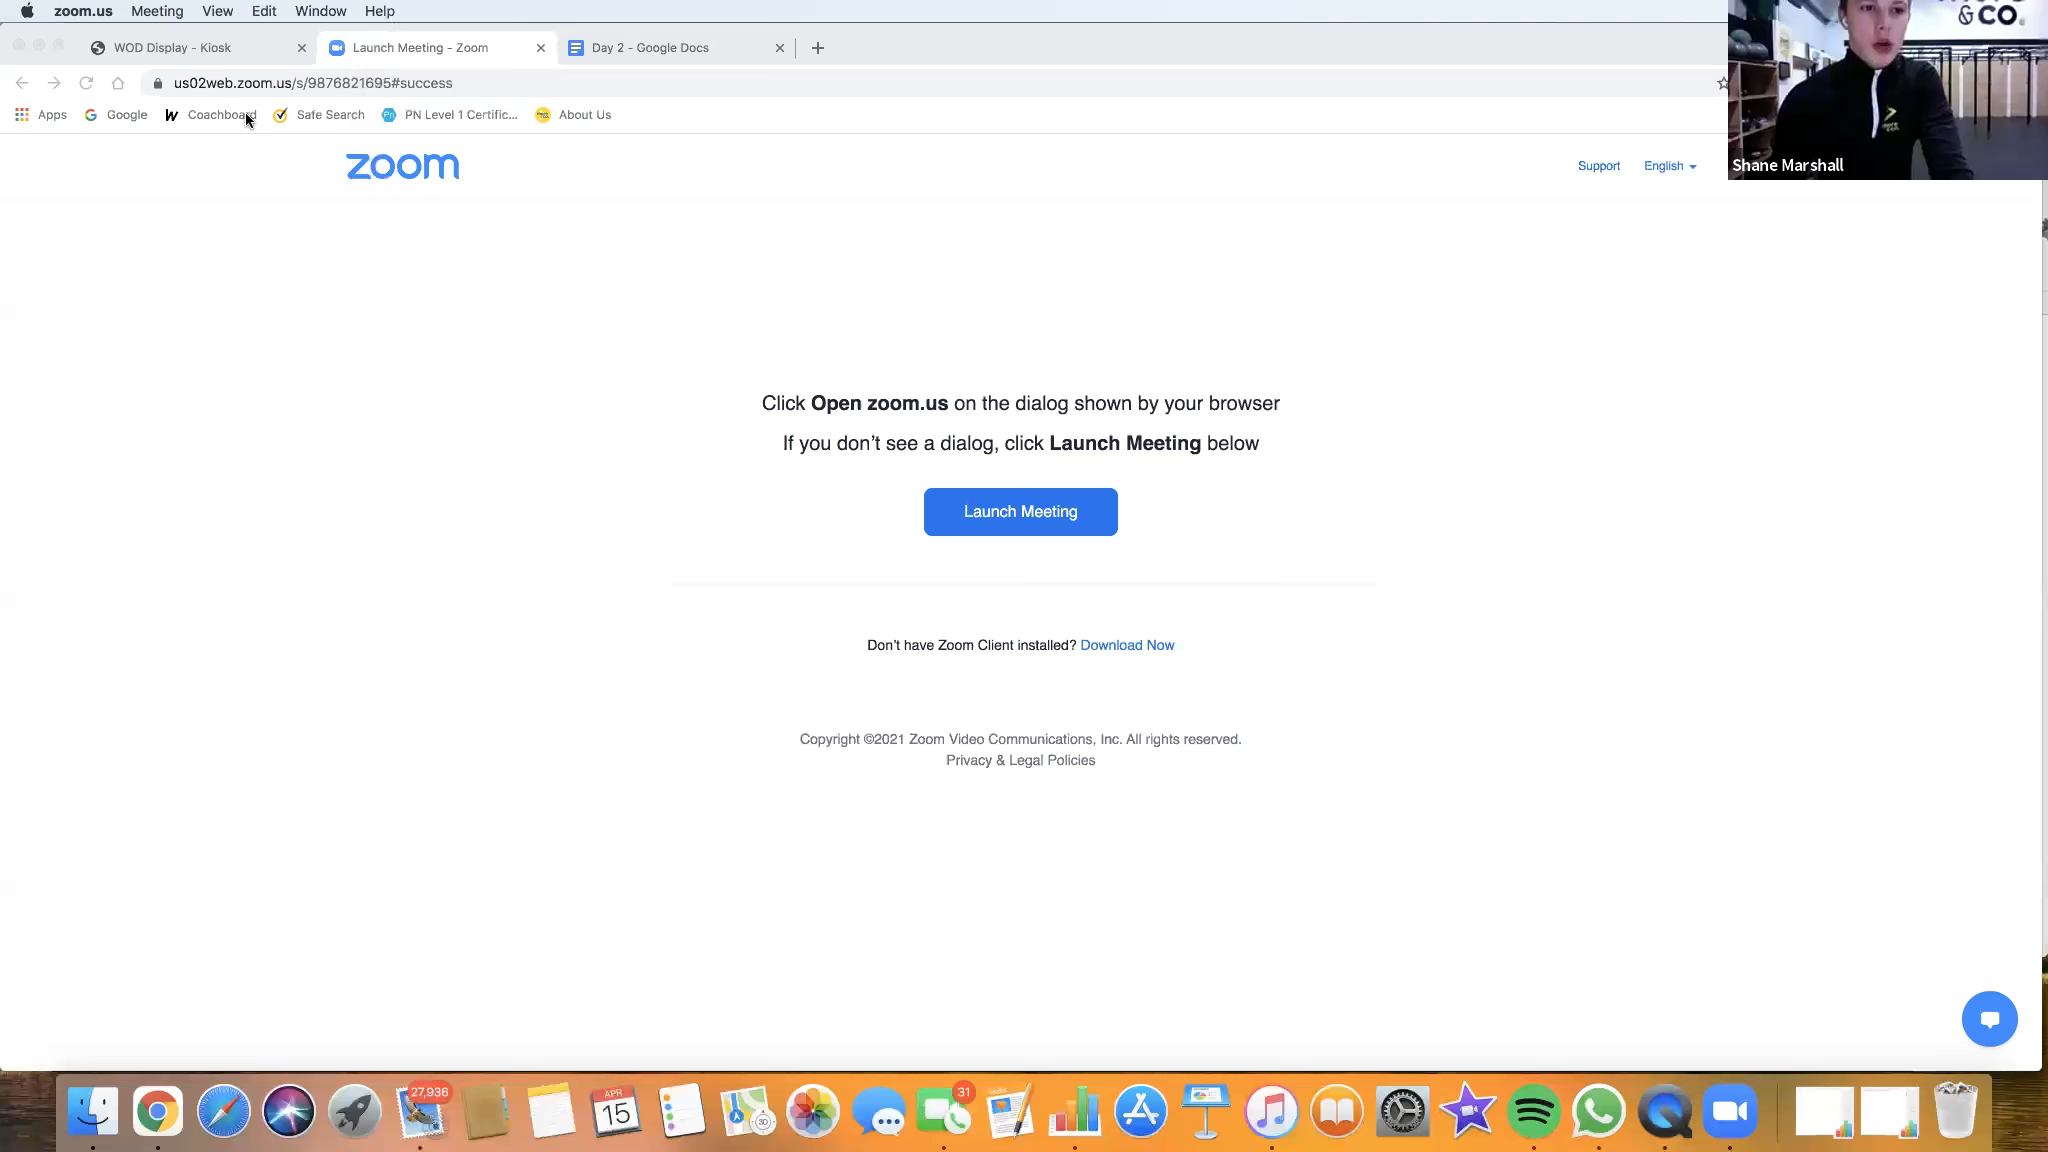 zoom.us Meeting View Edit Window Help
WOD Display - Kiosk Launch Meeting - Zoom Day 2 - Google Docs
us02web.zoom.us/s/9876821695#success
Apps Google Coachboard Safe Search PN Level 1 Certific... About Us
& CO.
Shane Marshall
zoom
Support English
Click Open zoom.us on the dialog shown by your browser
If you don't see a dialog, click Launch Meeting below
Launch Meeting
Don't have Zoom Client installed? Download Now
Copyright ©2021 Zoom Video Communications, Inc. All rights reserved.
Privacy & Legal Policies
27,936
APR
15
3D
31